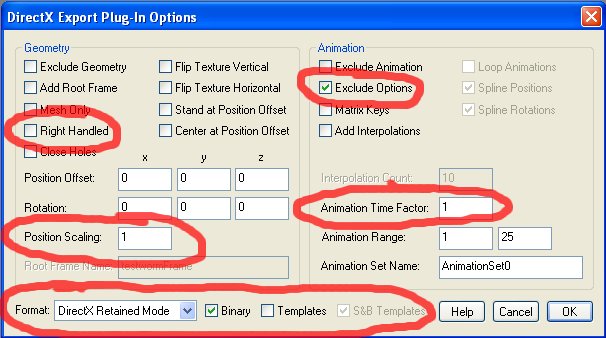 DirectX Export Plug-In Options
Geometry
Exclude Geometry
Flip Texture Vertical
Add Root Frame
Flip Texture Horizontal
Mesh Only
Stand at Position Offset
Right Handled
Center at Position Offset
Close Holes
x y z
Position Offset: 0 0 0
Rotation: 0 0 0
Position Scaling: 1
Root Frame Name: testwormFrame
Animation
Exclude Animation
Loop Animations
Exclude Options
Spline Positions
Matrix Keys
Spline Rotations
Add Interpolations
Interpolation Count: 10
Animation Time Factor: 1
Animation Range: 1 25
Animation Set Name: AnimationSet0
Format: DirectX Retained Mode Binary Templates S&B Templates Help Cancel OK